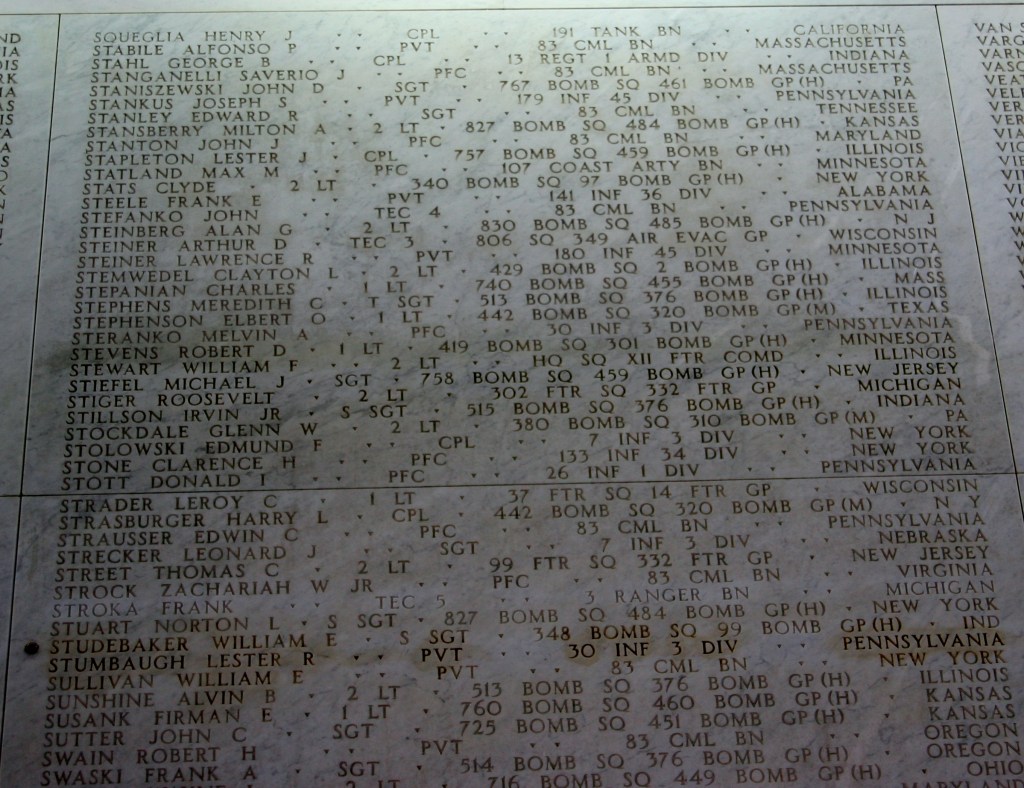 SQUEGLIA HENRY J · · CPL · · 191 TANK BN · · CALIFORNIA
STABILE ALFONSO P · · PVT · · 83 CML BN · · MASSACHUSETTS
STAHL GEORGE B · · CPL · · 13 REGT 1 ARMD DIV · · INDIANA
STANGANELLI SAVERIO J · · PFC · · 83 CML BN · · MASSACHUSETTS
STANISZEWSKI JOHN D · SGT · 767 BOMB SQ 461 BOMB GP(H) · PA
STANKUS JOSEPH S · · PVT · · 179 INF 45 DIV · · PENNSYLVANIA
STANLEY EDWARD R · · SGT · · 83 CML BN · · TENNESSEE
STANSBERRY MILTON A · 2 LT · 827 BOMB SQ 484 BOMB GP(H) · KANSAS
STANTON JOHN J · · PFC · · 83 CML BN · · MARYLAND
STAPLETON LESTER J · CPL · 757 BOMB SQ 459 BOMB GP(H) · ILLINOIS
STATLAND MAX M · · PFC · · 107 COAST ARTY BN · · MINNESOTA
STATS CLYDE · 2 LT · 340 BOMB SQ 97 BOMB GP(H) · NEW YORK
STEELE FRANK E · · PVT · · 141 INF 36 DIV · · ALABAMA
STEFANKO JOHN · · TEC 4 · · 83 CML BN · · PENNSYLVANIA
STEINBERG ALAN G · 2 LT · 830 BOMB SQ 485 BOMB GP(H) · N J
STEINER ARTHUR D · TEC 3 · 806 SQ 349 AIR EVAC GP · WISCONSIN
STEINER LAWRENCE R · · PVT · · 180 INF 45 DIV · · MINNESOTA
STEMWEDEL CLAYTON L · 2 LT · 429 BOMB SQ 2 BOMB GP(H) · ILLINOIS
STEPANIAN CHARLES · 1 LT · 740 BOMB SQ 455 BOMB GP(H) · MASS
STEPHENS MEREDITH C · T SGT · 513 BOMB SQ 376 BOMB GP(H) · ILLINOIS
STEPHENSON ELBERT O · 1 LT · 442 BOMB SQ 320 BOMB GP(M) · TEXAS
STERANKO MELVIN A · · PFC · · 30 INF 3 DIV · · PENNSYLVANIA
STEVENS ROBERT D · 1 LT · 419 BOMB SQ 301 BOMB GP(H) · MINNESOTA
STEWART WILLIAM F · · 2 LT · · HQ SQ XII FTR COMD · · ILLINOIS
STIEFEL MICHAEL J · SGT · 758 BOMB SQ 459 BOMB GP(H) · NEW JERSEY
STIGER ROOSEVELT · · 2 LT · · 302 FTR SQ 332 FTR GP · · MICHIGAN
STILLSON IRVIN JR · S SGT · 515 BOMB SQ 376 BOMB GP(H) · INDIANA
STOCKDALE GLENN W · 2 LT · 380 BOMB SQ 310 BOMB GP(M) · PA
STOLOWSKI EDMUND F · · CPL · · 7 INF 3 DIV · · NEW YORK
STONE CLARENCE H · · PFC · · 133 INF 34 DIV · · NEW YORK
STOTT DONALD I · · PFC · · 26 INF 1 DIV · · PENNSYLVANIA
STRADER LEROY C · 1 LT · 37 FTR SQ 14 FTR GP · WISCONSIN
STRASBURGER HARRY L · CPL · 442 BOMB SQ 320 BOMB GP(M) · N Y
STRAUSSER EDWIN C · · PFC · · 83 CML BN · · PENNSYLVANIA
STRECKER LEONARD J · · SGT · · 7 INF 3 DIV · · NEBRASKA
STREET THOMAS C · 2 LT · 99 FTR SQ 332 FTR GP · NEW JERSEY
STROCK ZACHARIAH W JR · · PFC · · 83 CML BN · · VIRGINIA
STROKA FRANK · · TEC 5 · · 3 RANGER BN · · MICHIGAN
STUART NORTON L · S SGT · 827 BOMB SQ 484 BOMB GP(H) · NEW YORK
STUDEBAKER WILLIAM E · S SGT · 348 BOMB SQ 99 BOMB GP(H) · IND
STUMBAUGH LESTER R · · PVT · · 30 INF 3 DIV · · PENNSYLVANIA
SULLIVAN WILLIAM E · · PVT · · 83 CML BN · · NEW YORK
SUNSHINE ALVIN B · 2 LT · 513 BOMB SQ 376 BOMB GP(H) · ILLINOIS
SUSANK FIRMAN E · 1 LT · 760 BOMB SQ 460 BOMB GP(H) · KANSAS
SUTTER JOHN C · SGT · 725 BOMB SQ 451 BOMB GP(H) · KANSAS
SWAIN ROBERT H · · PVT · · 83 CML BN · · OREGON
SWASKI FRANK A · SGT · 514 BOMB SQ 376 BOMB GP(H) · OREGON
2 LT · 716 BOMB SQ 449 BOMB GP(H) · OHIO
MARYLAND